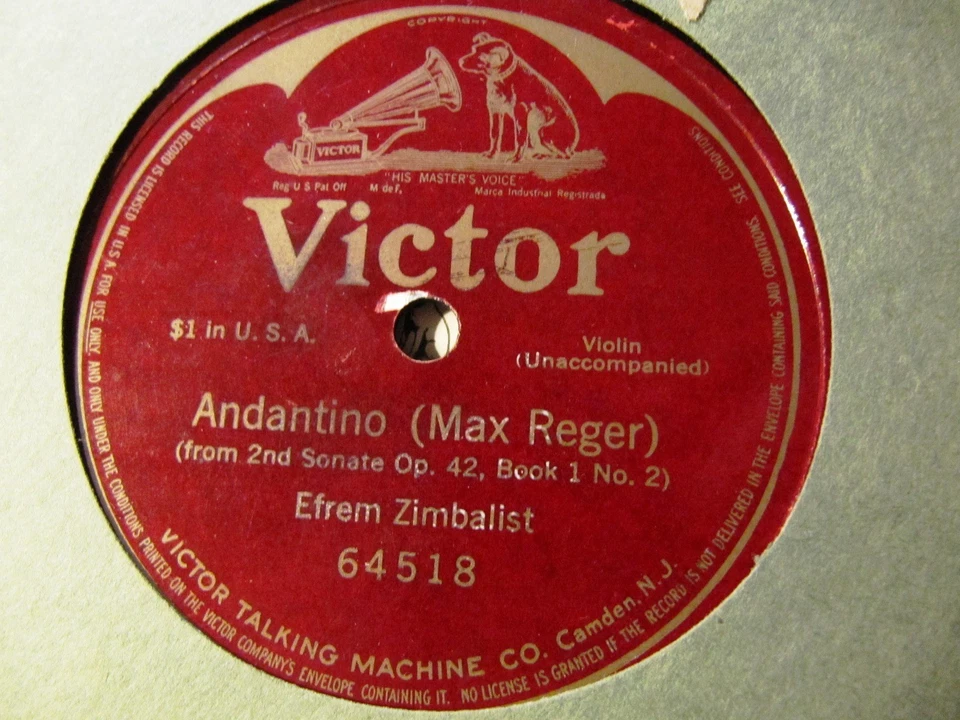 COPYRIGHT
VICTOR
"HIS MASTER'S VOICE"
Reg U S Pat Off M de F. Marca Industrial Registrada
Victor
$1 in U. S. A.
Violin
(Unaccompanied)
Andantino (Max Reger)
(from 2nd Sonate Op. 42, Book 1 No. 2)
Efrem Zimbalist
64518
VICTOR TALKING MACHINE CO. Camden, N. J.
THIS RECORD IS LICENSED IN U.S.A. FOR USE ONLY AND ONLY UNDER THE CONDITIONS PRINTED ON THE VICTOR COMPANY'S ENVELOPE CONTAINING IT. NO LICENSE IS GRANTED IF THE RECORD IS NOT DELIVERED IN THE ENVELOPE CONTAINING SAID CONDITIONS. SEE CONDITIONS